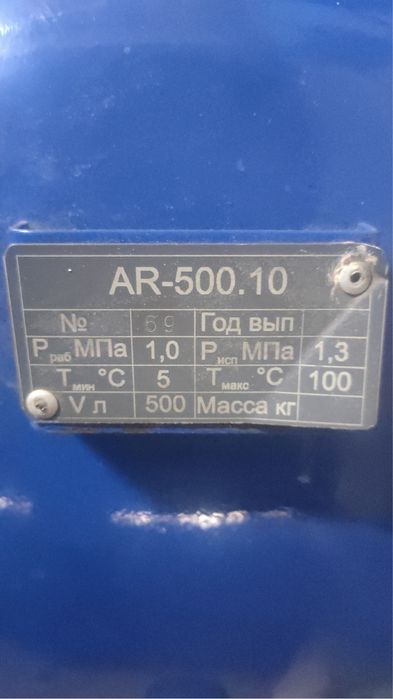 AR-500.10
№ 69 Год вып
Pраб МПа 1,0 Pисп МПа 1,3
Tмин °C 5 Tмакс °C 100
V л 500 Масса кг